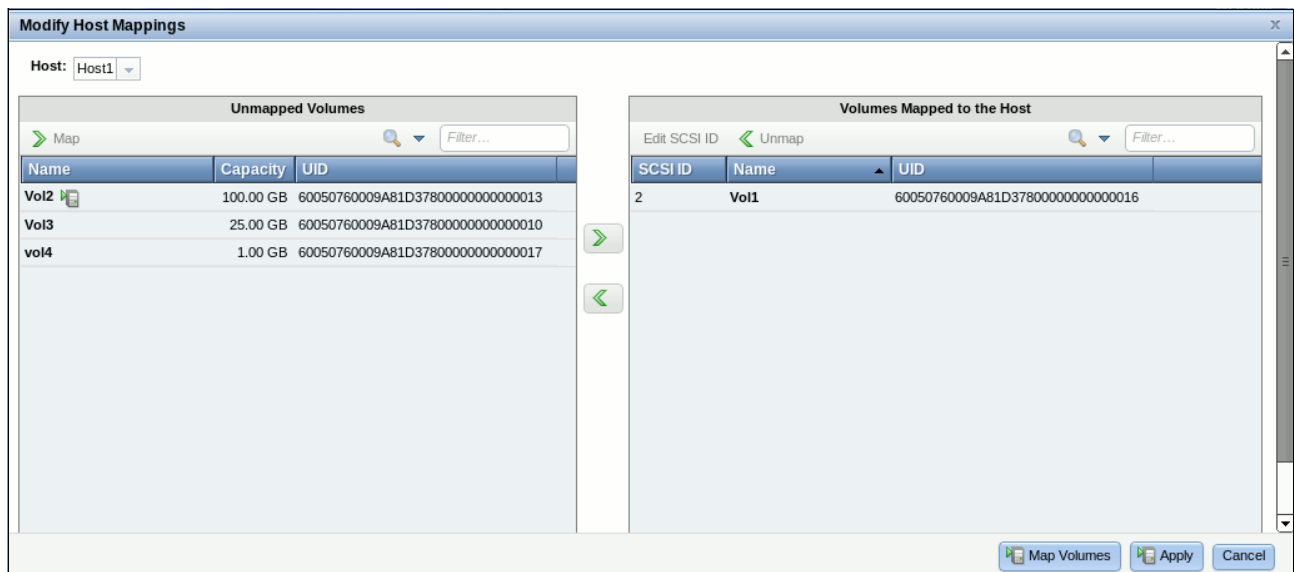 Modify Host Mappings x
Host: Host1
Unmapped Volumes
Map Filter...
Name Capacity UID
Vol2 100.00 GB 60050760009A81D37800000000000013
Vol3 25.00 GB 60050760009A81D37800000000000010
vol4 1.00 GB 60050760009A81D37800000000000017
Volumes Mapped to the Host
Edit SCSI ID Unmap Filter...
SCSI ID Name UID
2 Vol1 60050760009A81D37800000000000016
Map Volumes Apply Cancel